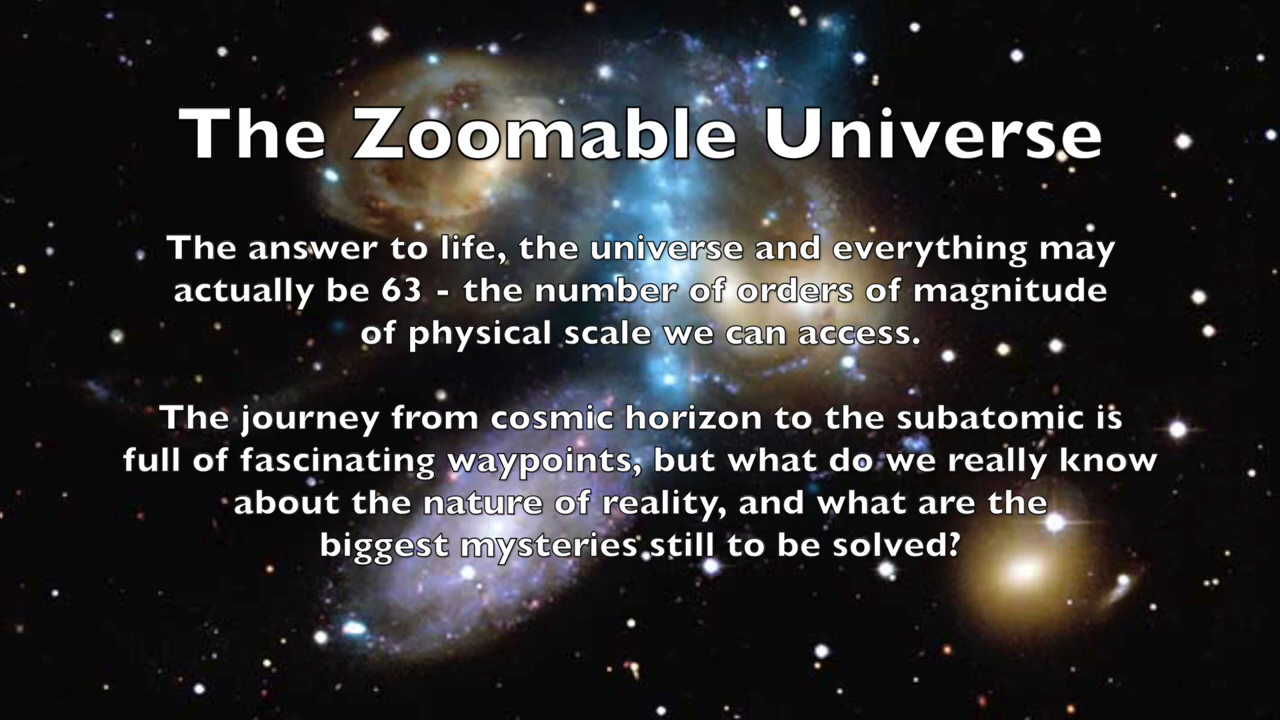 The Zoomable Universe
The answer to life, the universe and everything may
actually be 63 - the number of orders of magnitude
of physical scale we can access.
The journey from cosmic horizon to the subatomic is
full of fascinating waypoints, but what do we really know
about the nature of reality, and what are the
biggest mysteries still to be solved?